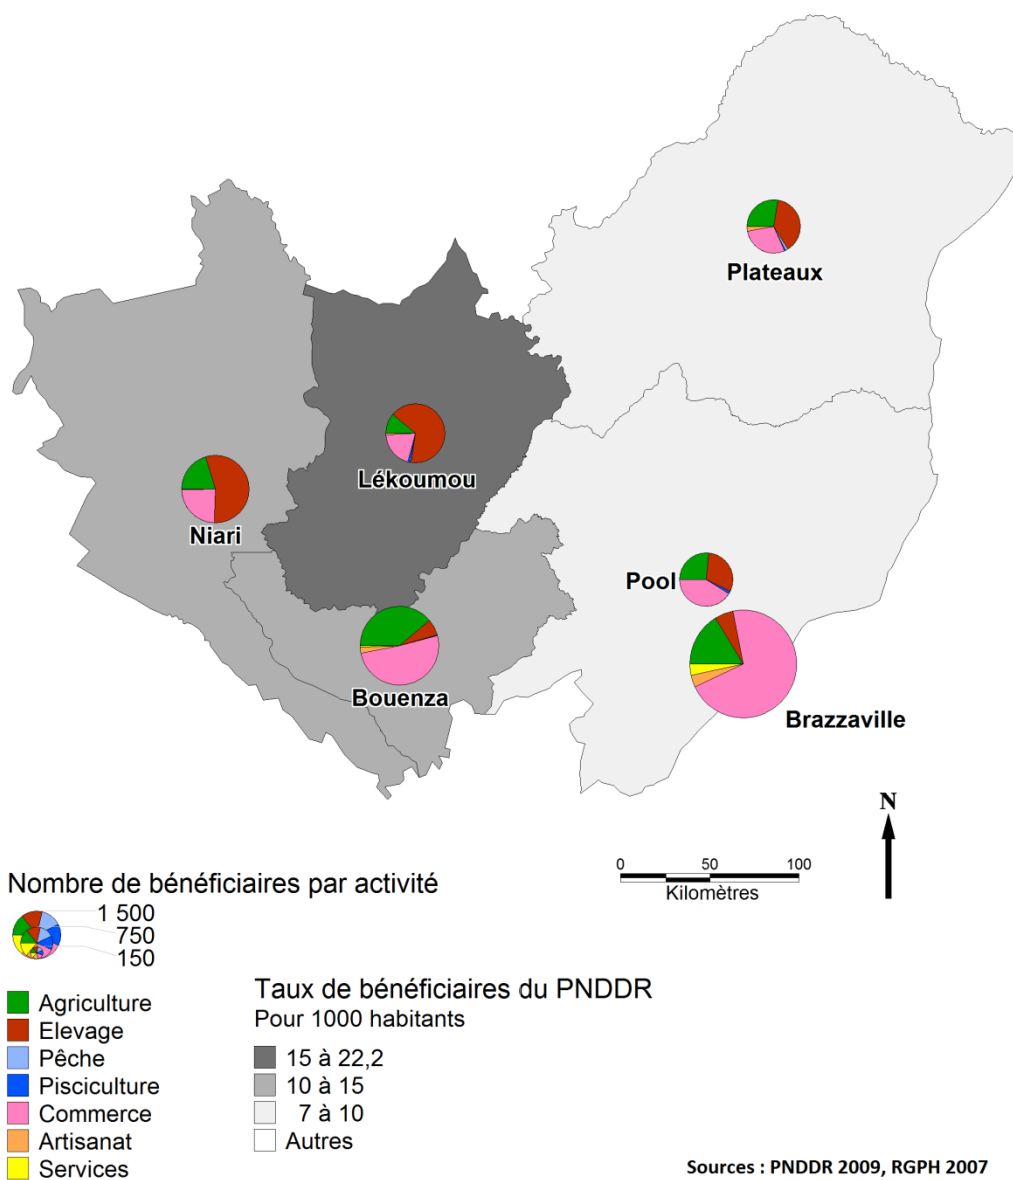 Plateaux
Lékoumou
Niari
Pool
Bouenza
Brazzaville
N
0 50 100
Kilomètres
Nombre de bénéficiaires par activité
1 500
750
150
Agriculture
Elevage
Pêche
Pisciculture
Commerce
Artisanat
Services
Taux de bénéficiaires du PNDDR
Pour 1000 habitants
15 à 22,2
10 à 15
7 à 10
Autres
Sources : PNDDR 2009, RGPH 2007